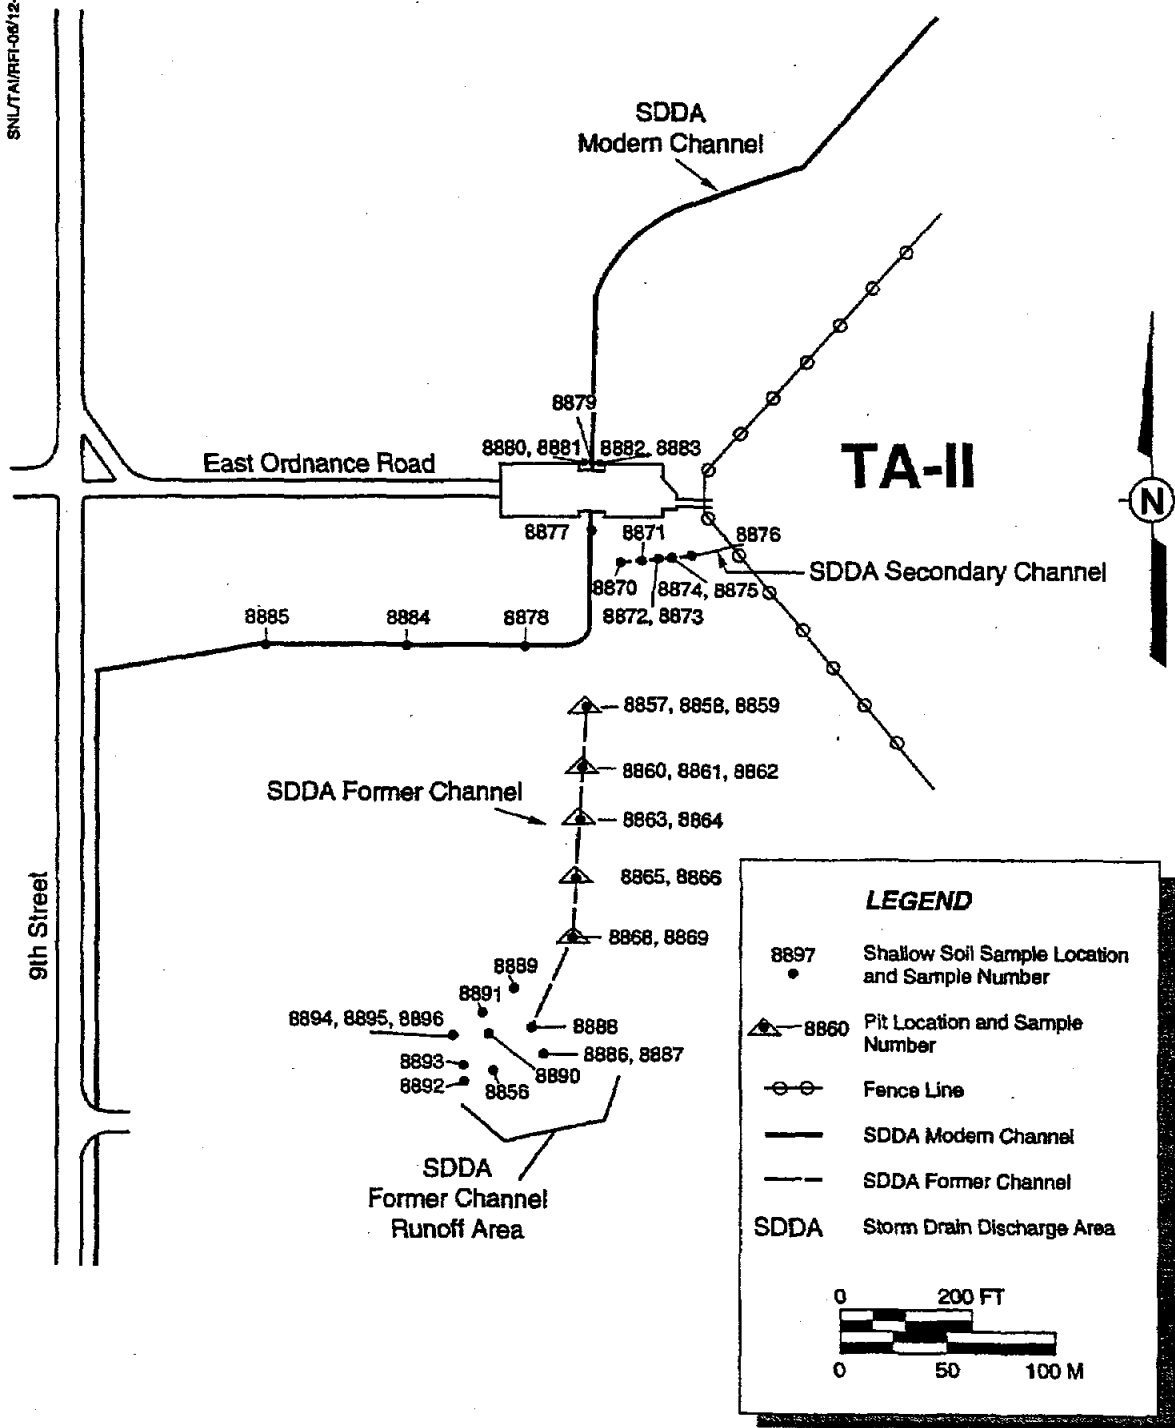 SNL/TAI/RFI-06/12-
SDDA
Modern Channel
8879
8880, 8881
8882, 8883
East Ordnance Road
TA-II
N
8877
8871
8876
8870
8874, 8875
SDDA Secondary Channel
8872, 8873
8885
8884
8878
8857, 8858, 8859
8860, 8861, 8862
SDDA Former Channel
8863, 8864
8865, 8866
8868, 8869
9th Street
8889
8891
8894, 8895, 8896
8888
8886, 8887
8893
8890
8892
8856
SDDA
Former Channel
Runoff Area
LEGEND
8897
Shallow Soil Sample Location
and Sample Number
8860
Pit Location and Sample
Number
Fence Line
SDDA Modern Channel
SDDA Former Channel
SDDA
Storm Drain Discharge Area
0
200 FT
0
50
100 M